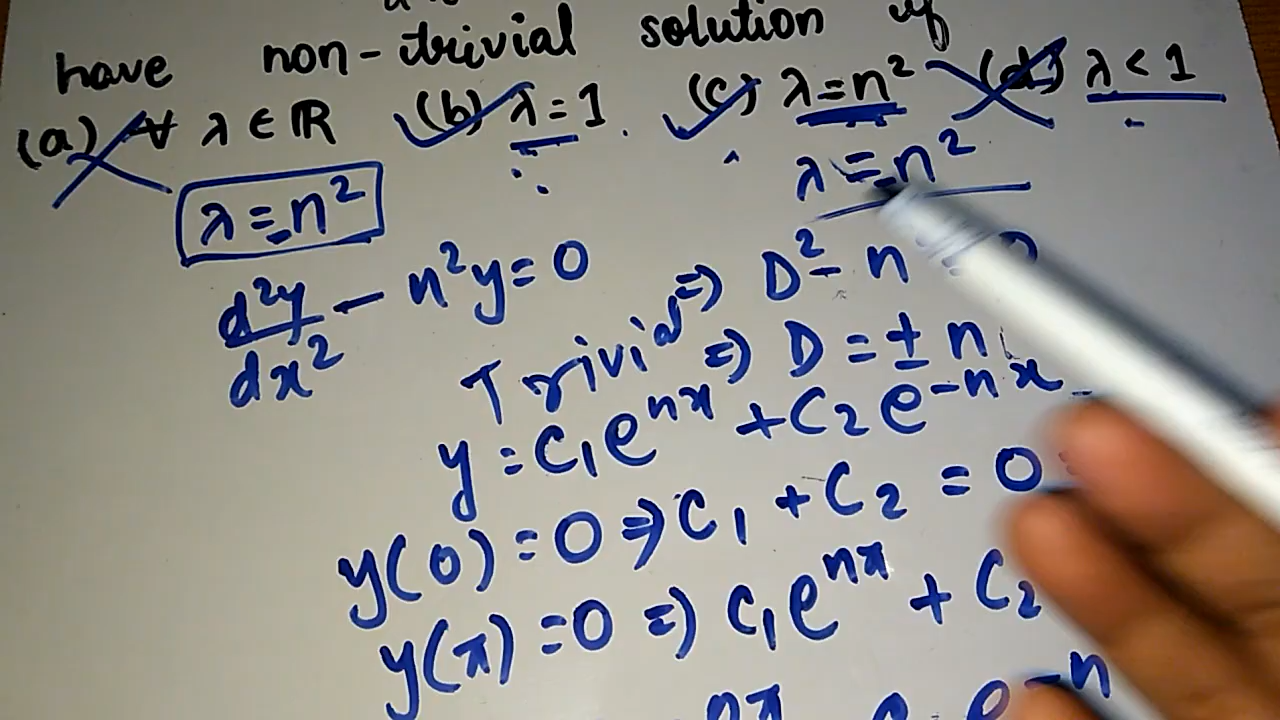 have non-trivial solution if
(a) ∀ λ ∈ ℝ (b) λ = 1. (c) λ = n² (d) λ < 1
λ = n²
λ = n²
d²y/dx² - n²y = 0
Trivial => D² - n
=> D = ± n
y = C₁e^{nx} + C₂e^{-nx}
y(0) = 0 => C₁ + C₂ = 0
y(π) = 0 => C₁e^{nπ} + C₂